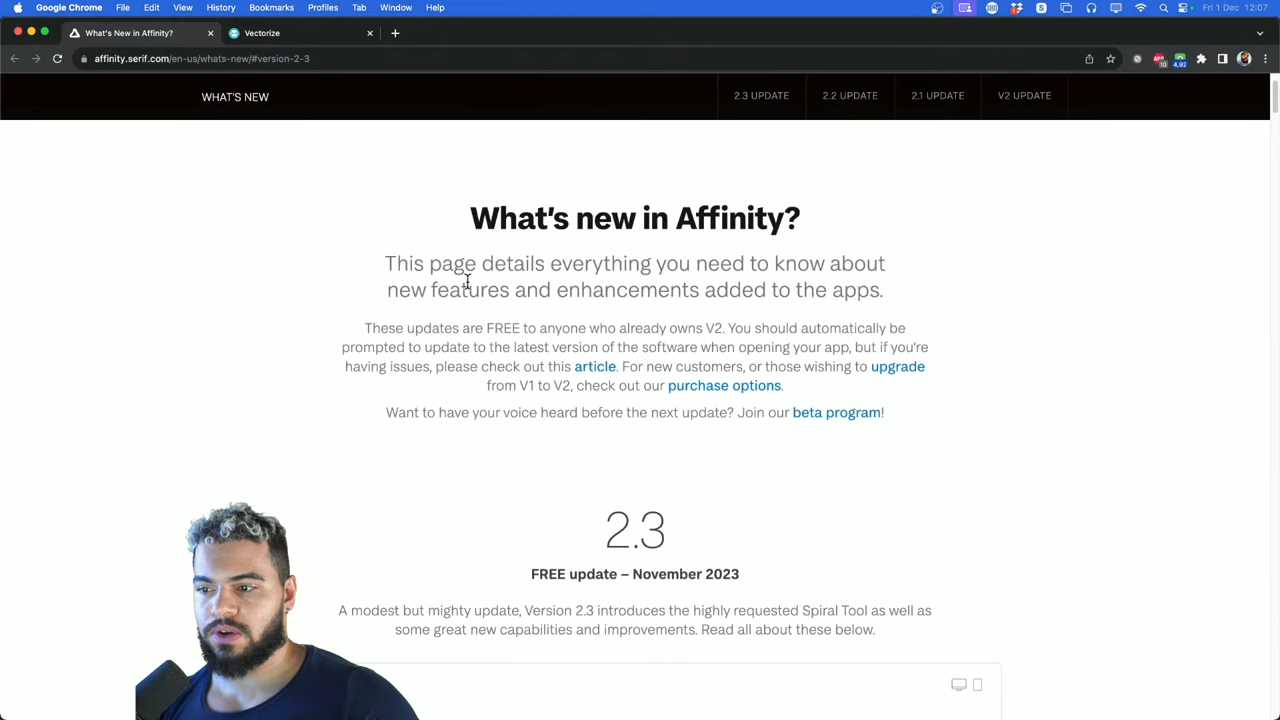 Google Chrome File Edit View History Bookmarks Profiles Tab Window Help Fri 1 Dec 12:07
What's New in Affinity? Vectorize
affinity.serif.com/en-us/whats-new/#version-2-3
WHAT'S NEW 2.3 UPDATE 2.2 UPDATE 2.1 UPDATE V2 UPDATE
What's new in Affinity?
This page details everything you need to know about
new features and enhancements added to the apps.
These updates are FREE to anyone who already owns V2. You should automatically be
prompted to update to the latest version of the software when opening your app, but if you're
having issues, please check out this article. For new customers, or those wishing to upgrade
from V1 to V2, check out our purchase options.
Want to have your voice heard before the next update? Join our beta program!
2.3
FREE update – November 2023
A modest but mighty update, Version 2.3 introduces the highly requested Spiral Tool as well as
some great new capabilities and improvements. Read all about these below.